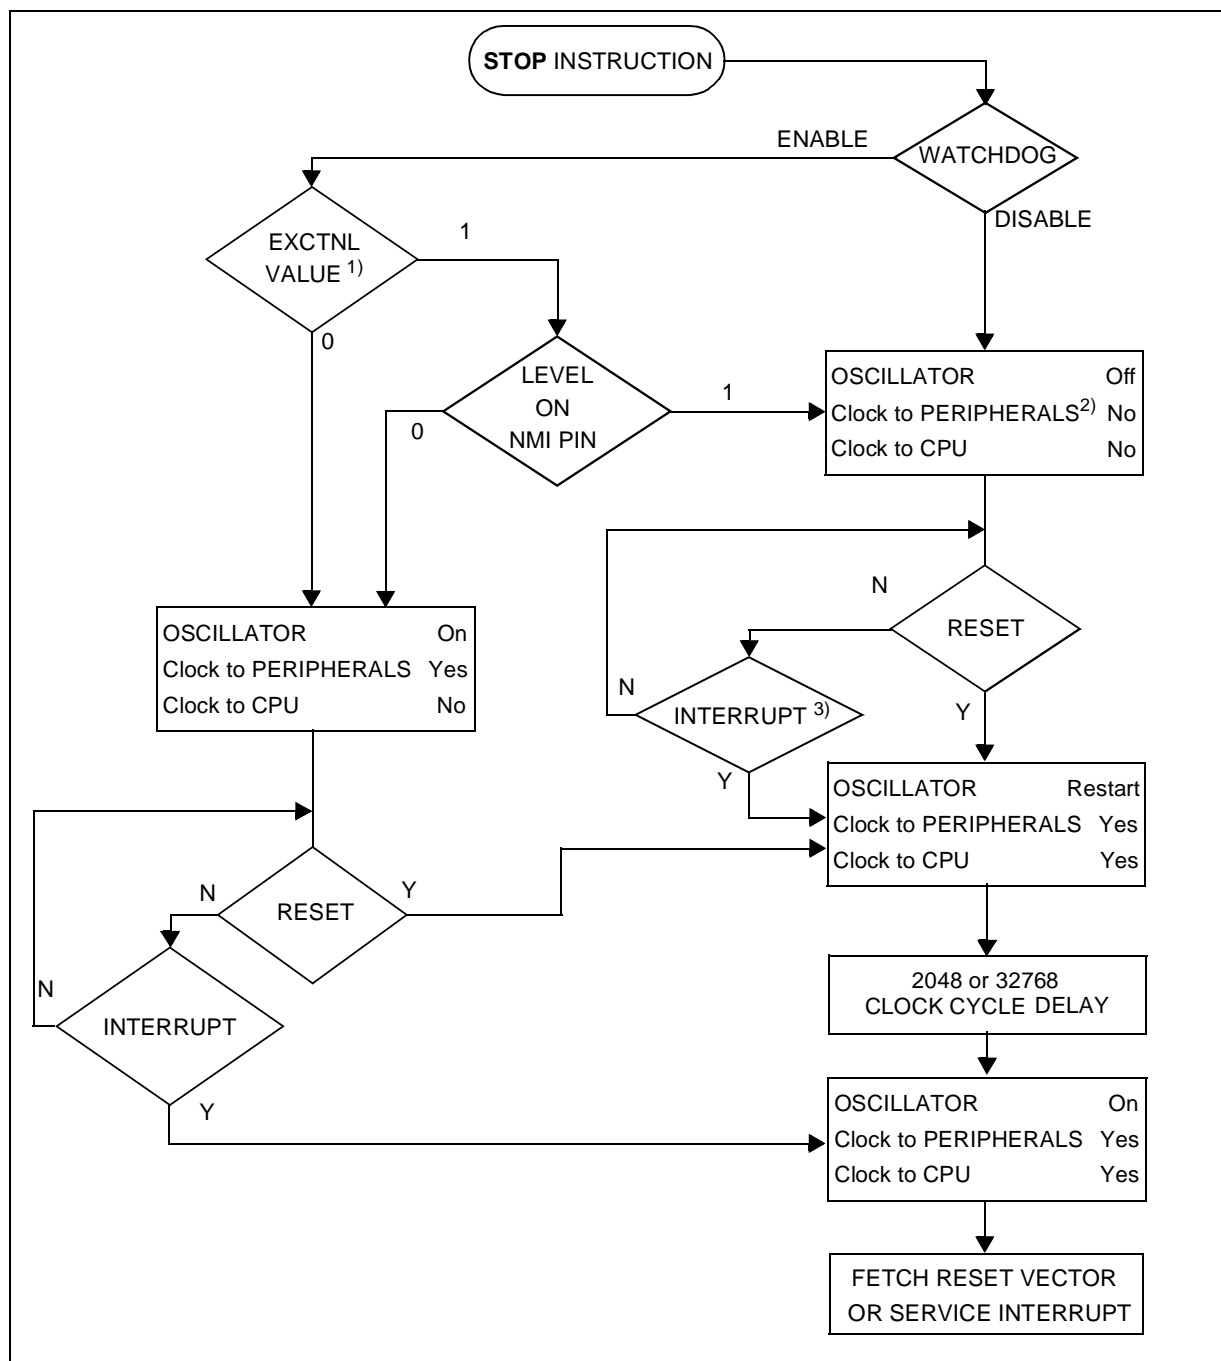 STOP INSTRUCTION
ENABLE
WATCHDOG
DISABLE
EXCTNL
VALUE 1)
1
0
LEVEL
ON
NMI PIN
1
0
OSCILLATOR Off
Clock to PERIPHERALS2) No
Clock to CPU No
N
RESET
Y
OSCILLATOR On
Clock to PERIPHERALS Yes
Clock to CPU No
N
INTERRUPT 3)
Y
OSCILLATOR Restart
Clock to PERIPHERALS Yes
Clock to CPU Yes
N
RESET
Y
N
INTERRUPT
Y
2048 or 32768
CLOCK CYCLE DELAY
OSCILLATOR On
Clock to PERIPHERALS Yes
Clock to CPU Yes
FETCH RESET VECTOR
OR SERVICE INTERRUPT